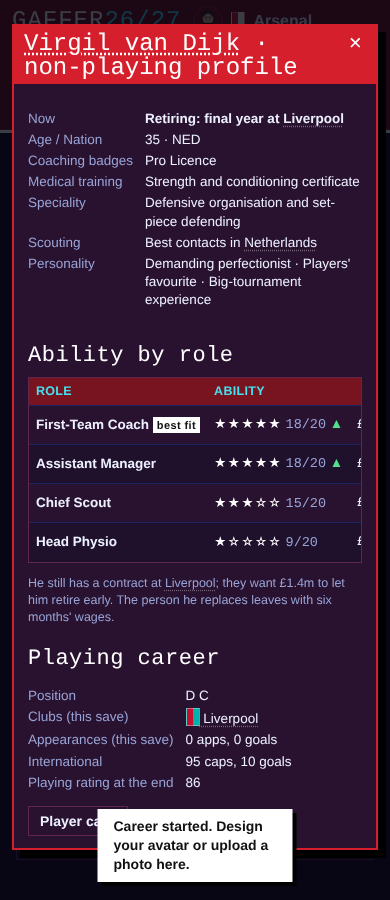 GAFFER26/27 Arsenal
Virgil van Dijk · ✕
non-playing profile
Now Retiring: final year at Liverpool
Age / Nation 35 · NED
Coaching badges Pro Licence
Medical training Strength and conditioning certificate
Speciality Defensive organisation and set-
piece defending
Scouting Best contacts in Netherlands
Personality Demanding perfectionist · Players'
favourite · Big-tournament
experience
Ability by role
ROLE ABILITY
First-Team Coach best fit ★★★★★ 18/20 ▲ £
Assistant Manager ★★★★★ 18/20 ▲ £
Chief Scout ★★★☆☆ 15/20 £
Head Physio ★☆☆☆☆ 9/20 £
He still has a contract at Liverpool; they want £1.4m to let
him retire early. The person he replaces leaves with six
months' wages.
Playing career
Position D C
Clubs (this save) Liverpool
Appearances (this save) 0 apps, 0 goals
International 95 caps, 10 goals
Playing rating at the end 86
Player
Career started. Design
your avatar or upload a
photo here.